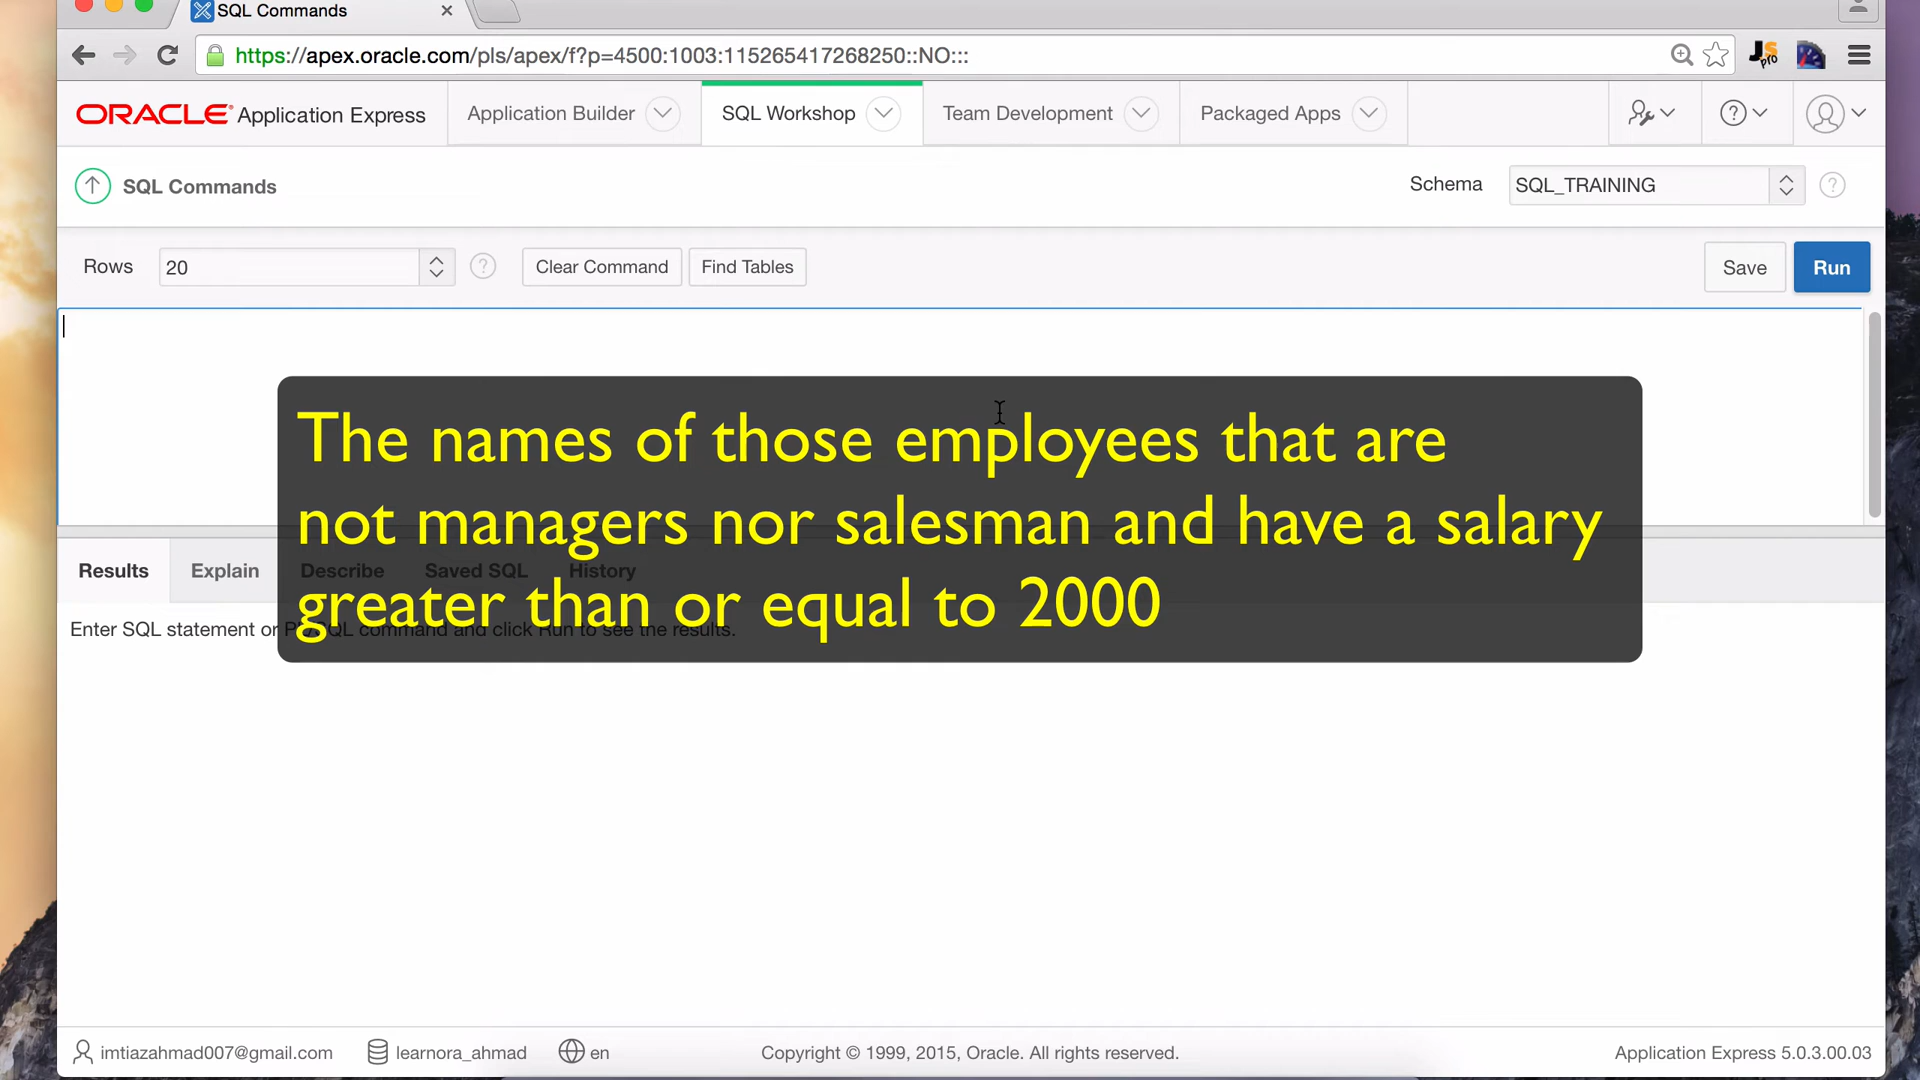 SQL Commands
https://apex.oracle.com/pls/apex/f?p=4500:1003:115265417268250::NO:::
JS pro
ORACLE Application Express
Application Builder
SQL Workshop
Team Development
Packaged Apps
SQL Commands
Schema
SQL_TRAINING
Rows
20
Clear Command
Find Tables
Save
Run
The names of those employees that are
not managers nor salesman and have a salary
greater than or equal to 2000
Results
Explain
Describe
Saved SQL
History
Enter SQL statement or PL/SQL command and click Run to see the results.
imtiazahmad007@gmail.com
learnora_ahmad
en
Copyright © 1999, 2015, Oracle. All rights reserved.
Application Express 5.0.3.00.03